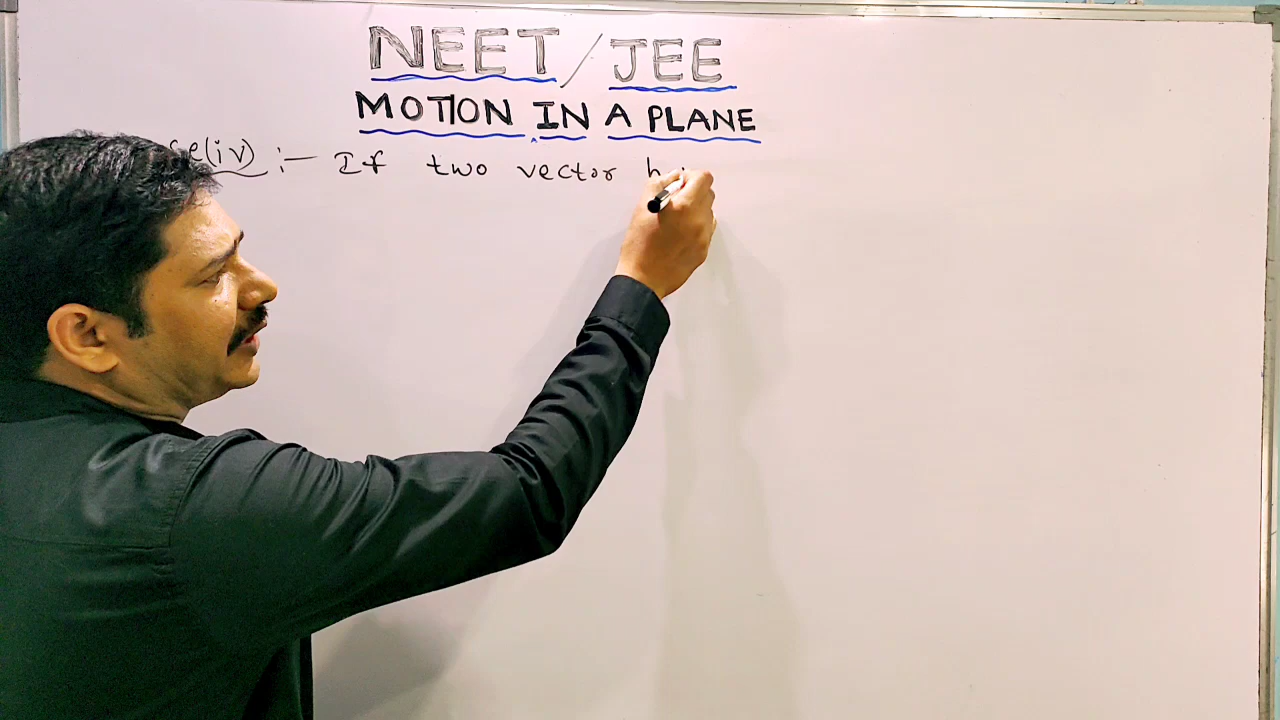 NEET/JEE
MOTION IN A PLANE
se(iv) :- If two vector h